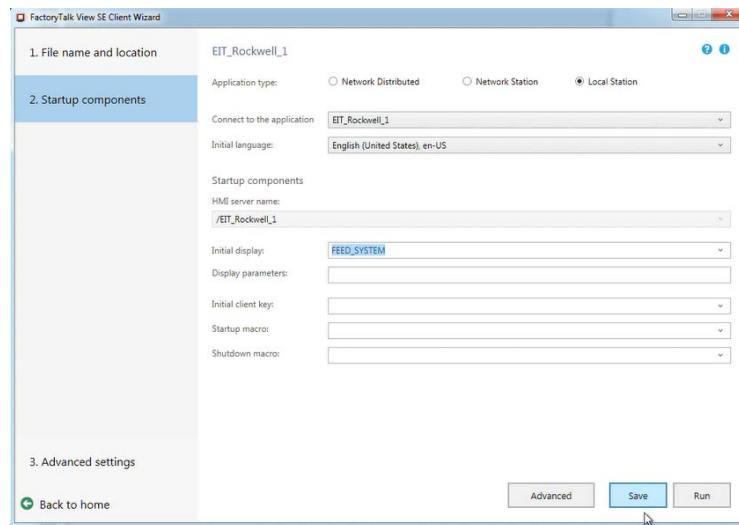 FactoryTalk View SE Client Wizard
1. File name and location
2. Startup components
3. Advanced settings
Back to home
EIT_Rockwell_1
Application type:
Network Distributed
Network Station
Local Station
Connect to the application
EIT_Rockwell_1
Initial language:
English (United States), en-US
Startup components
HMI server name:
/EIT_Rockwell_1
Initial display:
FEED_SYSTEM
Display parameters:
Initial client key:
Startup macro:
Shutdown macro:
Advanced
Save
Run